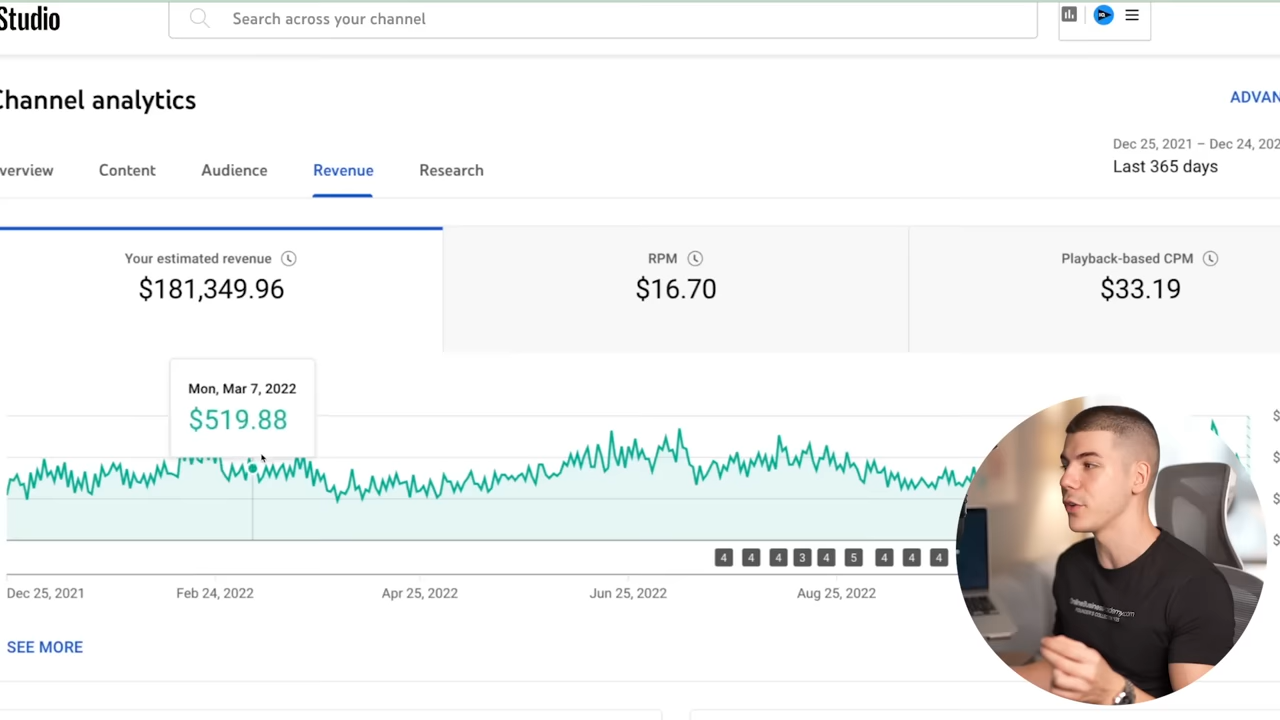 Studio
Search across your channel
Channel analytics
ADVAN
verview
Content
Audience
Revenue
Research
Dec 25, 2021 – Dec 24, 202
Last 365 days
Your estimated revenue
RPM
Playback-based CPM
$181,349.96
$16.70
$33.19
Mon, Mar 7, 2022
$519.88
$
$
$
$
4 4 4 3 4 5 4 4 4
Dec 25, 2021
Feb 24, 2022
Apr 25, 2022
Jun 25, 2022
Aug 25, 2022
SEE MORE